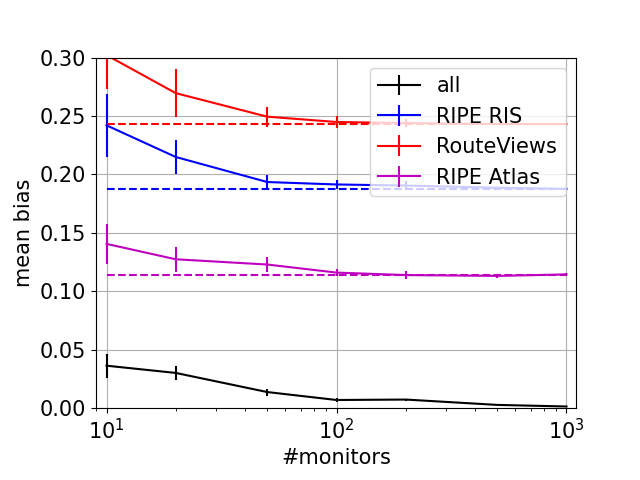 0.30
0.25
0.20
0.15
0.10
0.05
0.00
mean bias
all
RIPE RIS
RouteViews
RIPE Atlas
10¹
10²
10³
#monitors